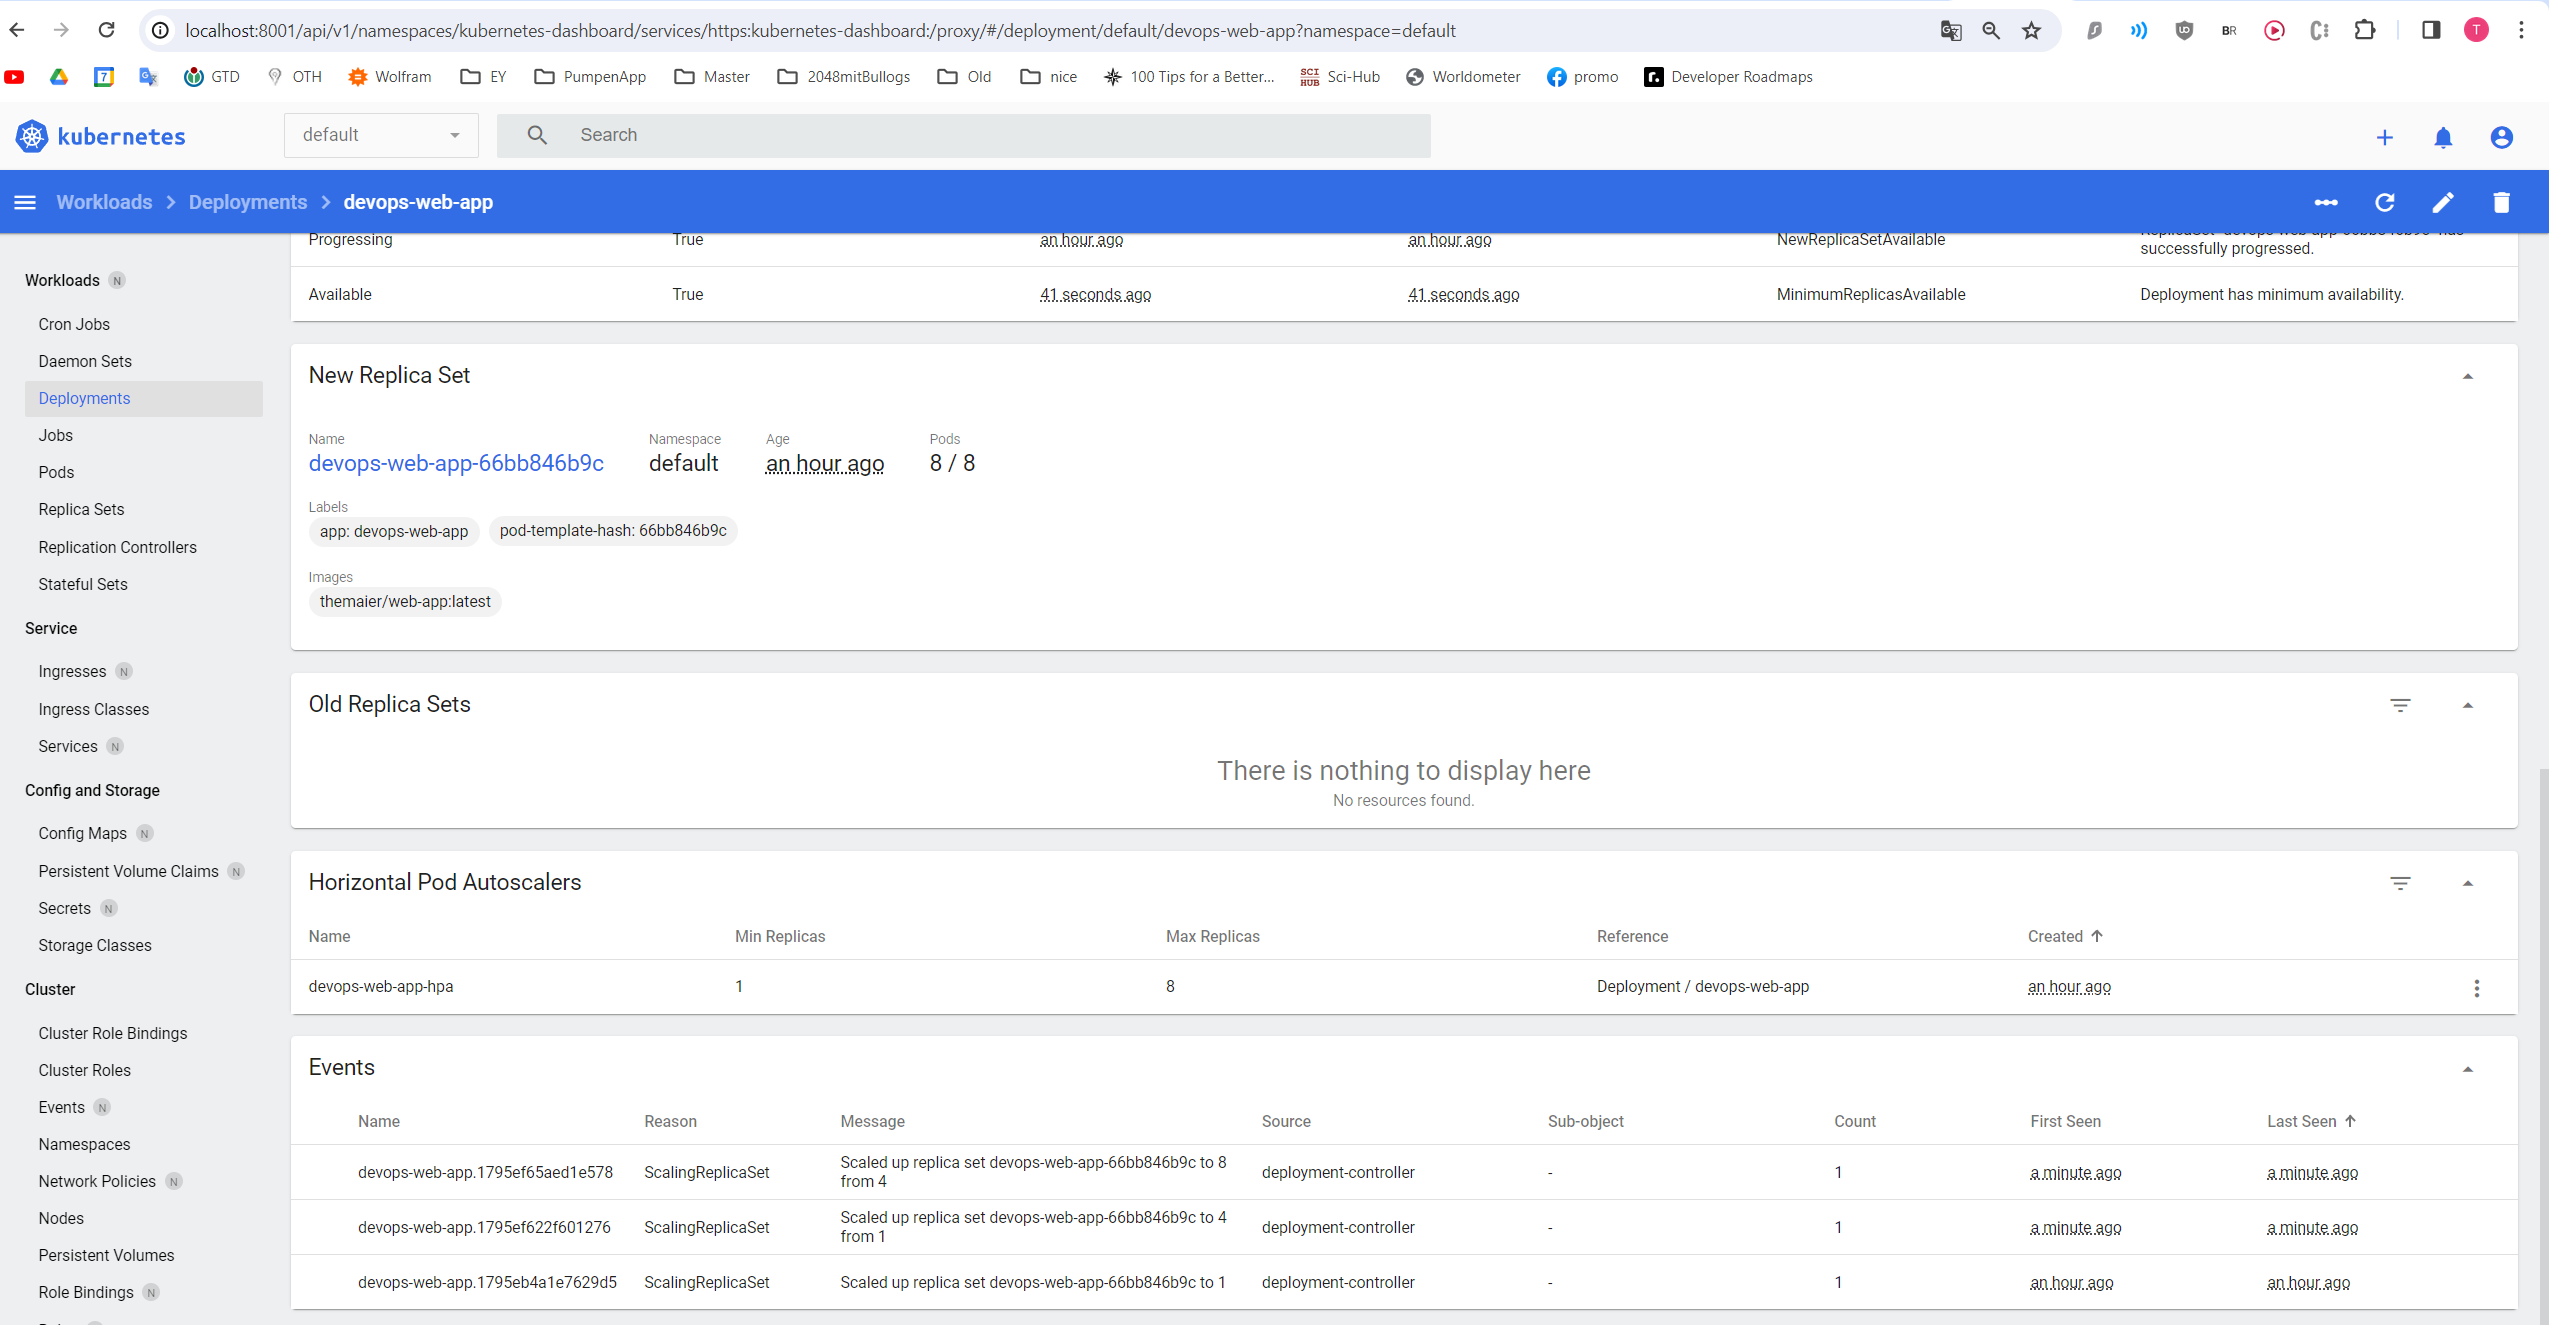 localhost:8001/api/v1/namespaces/kubernetes-dashboard/services/https:kubernetes-dashboard:/proxy/#/deployment/default/devops-web-app?namespace=default
BR
T
7
GTD
OTH
Wolfram
EY
PumpenApp
Master
2048mitBullogs
Old
nice
100 Tips for a Better...
SCI HUB Sci-Hub
Worldometer
promo
Developer Roadmaps
kubernetes
default
Search
Workloads > Deployments > devops-web-app
Workloads N
Cron Jobs
Daemon Sets
Deployments
Jobs
Pods
Replica Sets
Replication Controllers
Stateful Sets
Service
Ingresses N
Ingress Classes
Services N
Config and Storage
Config Maps N
Persistent Volume Claims N
Secrets N
Storage Classes
Cluster
Cluster Role Bindings
Cluster Roles
Events N
Namespaces
Network Policies N
Nodes
Persistent Volumes
Role Bindings N
Progressing True an hour ago an hour ago NewReplicaSetAvailable
successfully progressed.
Available True 41 seconds ago 41 seconds ago MinimumReplicasAvailable Deployment has minimum availability.
New Replica Set
Name Namespace Age Pods
devops-web-app-66bb846b9c default an hour ago 8 / 8
Labels
app: devops-web-app pod-template-hash: 66bb846b9c
Images
themaier/web-app:latest
Old Replica Sets
There is nothing to display here
No resources found.
Horizontal Pod Autoscalers
Name Min Replicas Max Replicas Reference Created
devops-web-app-hpa 1 8 Deployment / devops-web-app an hour ago
Events
Name Reason Message Source Sub-object Count First Seen Last Seen
devops-web-app.1795ef65aed1e578 ScalingReplicaSet Scaled up replica set devops-web-app-66bb846b9c to 8 from 4 deployment-controller - 1 a minute ago a minute ago
devops-web-app.1795ef622f601276 ScalingReplicaSet Scaled up replica set devops-web-app-66bb846b9c to 4 from 1 deployment-controller - 1 a minute ago a minute ago
devops-web-app.1795eb4a1e7629d5 ScalingReplicaSet Scaled up replica set devops-web-app-66bb846b9c to 1 deployment-controller - 1 an hour ago an hour ago